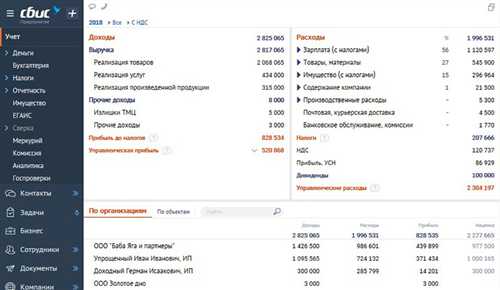 сбис
Учет
Деньги
Бухгалтерия
Налоги
Отчетность
Имущество
ЕГАИС
Сверка
Меркурий
Комиссия
Аналитика
Госпроверки
Контакты
Задачи
Бизнес
Сотрудники
Документы
Компании
2018 Все С НДС
Доходы 2 825 065
Выручка 2 817 065
Реализация товаров 2 068 065
Реализация услуг 434 000
Реализация произведенной продукции 315 000
Прочие доходы 8 000
Излишки ТМЦ 5 000
Прочие доходы 3 000
Прибыль до налогов ? 828 534
Управленческая прибыль ? 520 868
Расходы % 1 996 531
Зарплата (с налогами) 56 1 120 597
Товары, материалы 27 545 900
Имущество (с налогами) 15 296 964
Содержание компании 1 21 500
Производственные расходы - 5 300
Почтовая, курьерская доставка - 4 500
Банковское обслуживание, комиссии - 1 770
Налоги ? 207 666
НДС 120 737
Прибыль, УСН 86 929
Дивиденды 100 000
Управленческие расходы ? 2 304 197
По организациям По объектам Найти...
Доходы Расходы Прибыль Наценка
2 825 065 1 996 531 828 535 2 277 665
ООО "Баба Яга и партнеры" 1 426 500 986 601 439 899 977 500
Упрощенный Иван Иванович, ИП 1 095 565 724 132 371 434 1 000 165
Доходный Герман Исаакович, ИП 300 000 285 799 14 201 300 000
ООО Золотое дно 3 000 3 000